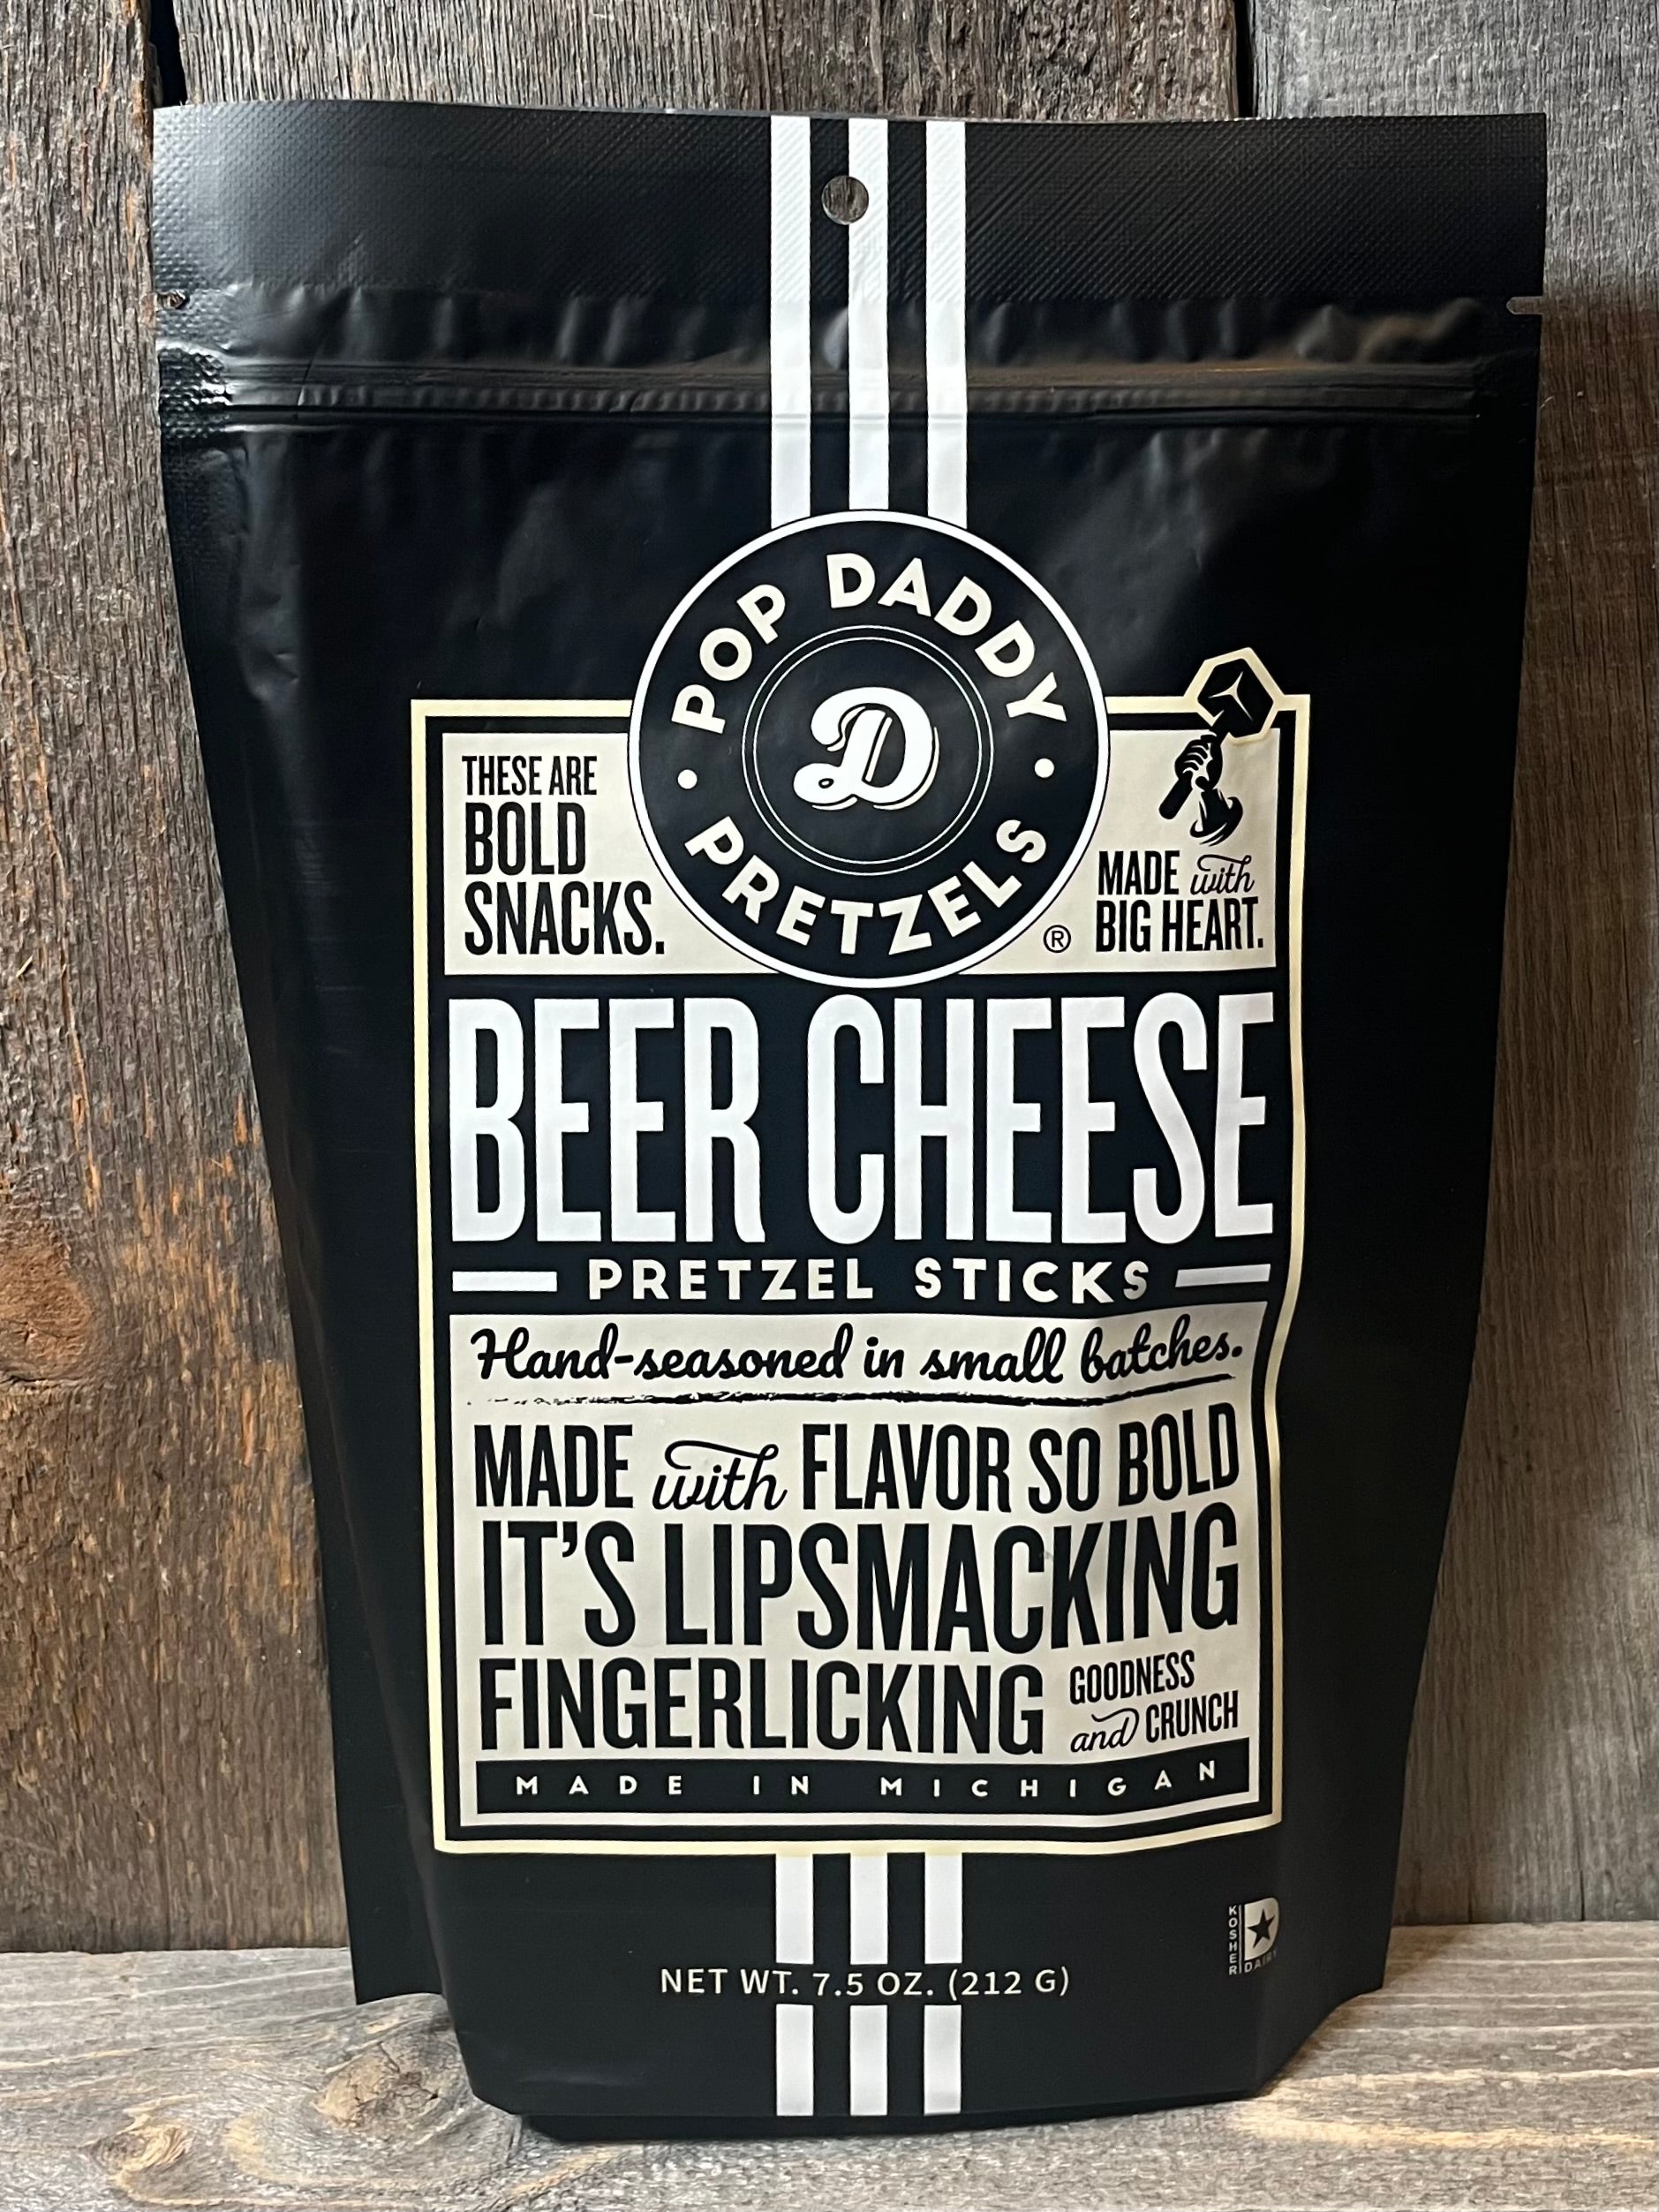 POP DADDY
D
PRETZELS
®
THESE ARE
BOLD
SNACKS.
MADE with
BIG HEART.
BEER CHEESE
PRETZEL STICKS
Hand-seasoned in small batches.
MADE with FLAVOR SO BOLD
IT'S LIPSMACKING
FINGERLICKING
GOODNESS
and CRUNCH
MADE IN MICHIGAN
KOSHER
D
DAIRY
NET WT. 7.5 OZ. (212 G)